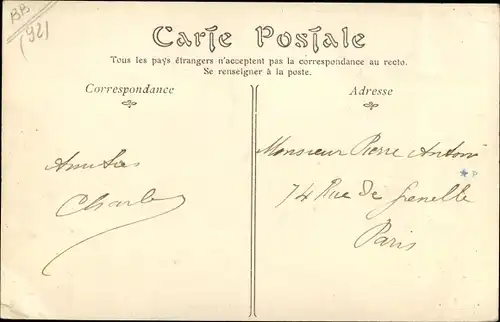 BB
(92)
Carte Postale
Tous les pays étrangers n'acceptent pas la correspondance au recto.
Se renseigner à la poste.
Correspondance
Adresse
Amitiés
Charles
Monsieur Pierre Antoni
74 Rue de Grenelle
Paris